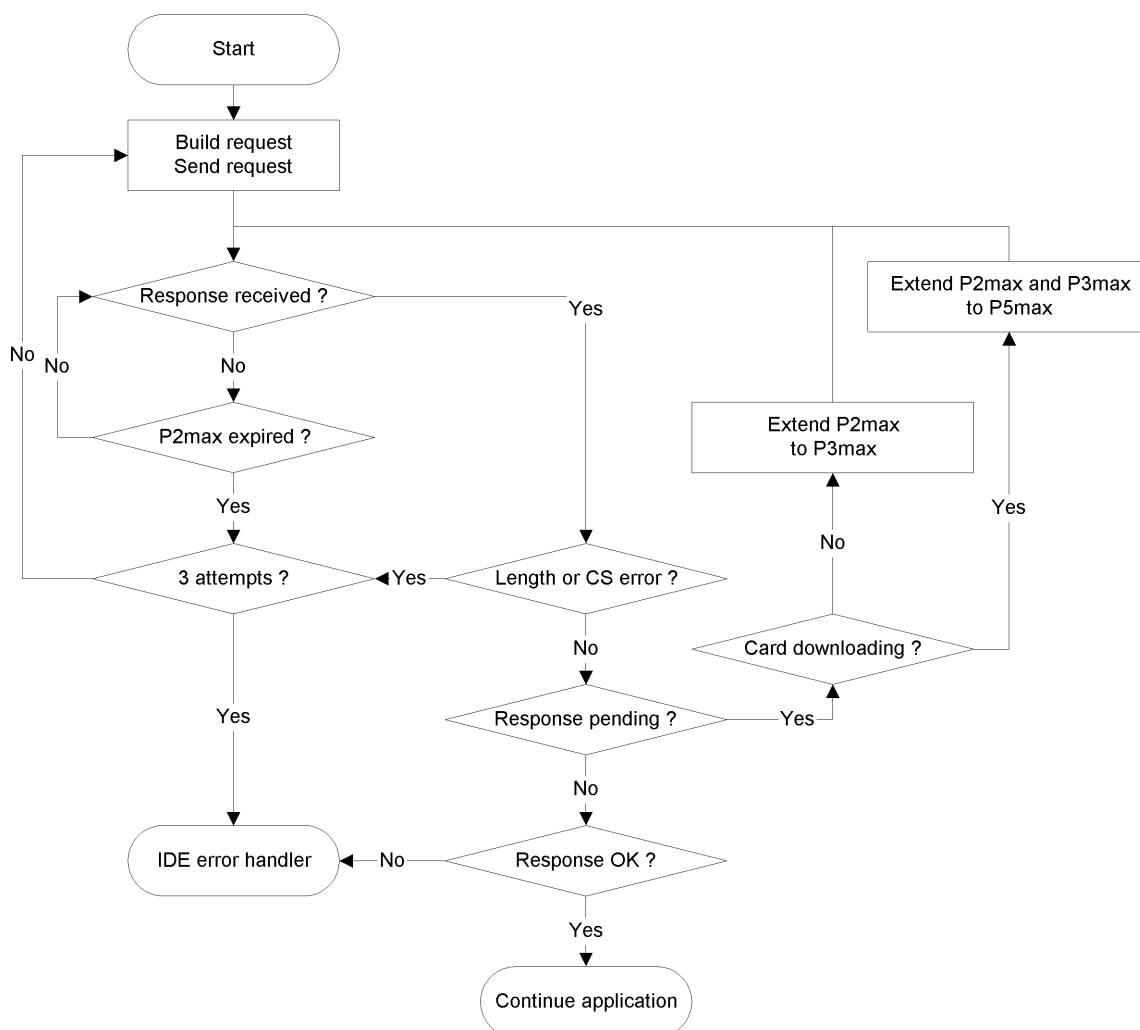 Start
Build request
Send request
Response received ?
Yes
Extend P2max and P3max
to P5max
No
No
No
P2max expired ?
Extend P2max
to P3max
Yes
Yes
No
3 attempts ?
Yes
Length or CS error ?
No
Card downloading ?
Yes
Response pending ?
Yes
No
IDE error handler
No
Response OK ?
Yes
Continue application